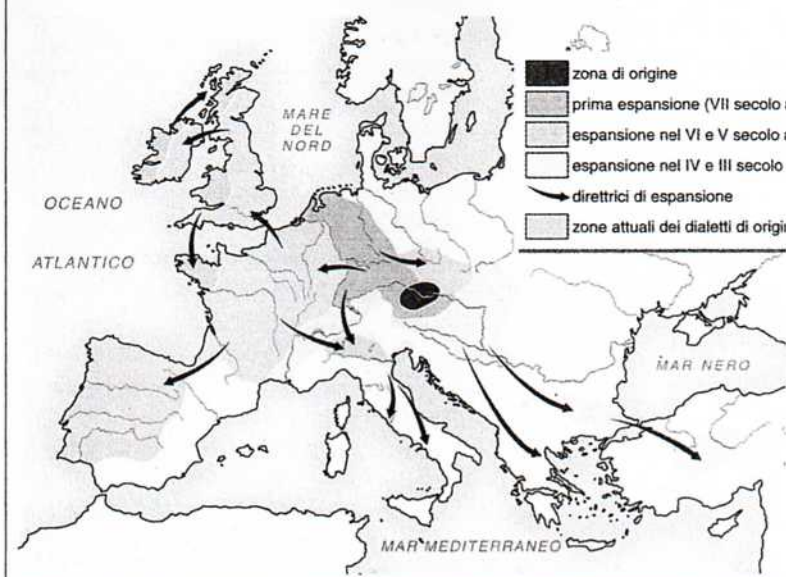 zona di origine
prima espansione (VII secolo a
espansione nel VI e V secolo a
espansione nel IV e III secolo
direttrici di espansione
zone attuali dei dialetti di origin
MARE
DEL
NORD
OCEANO
ATLANTICO
MAR NERO
MAR MEDITERRANEO